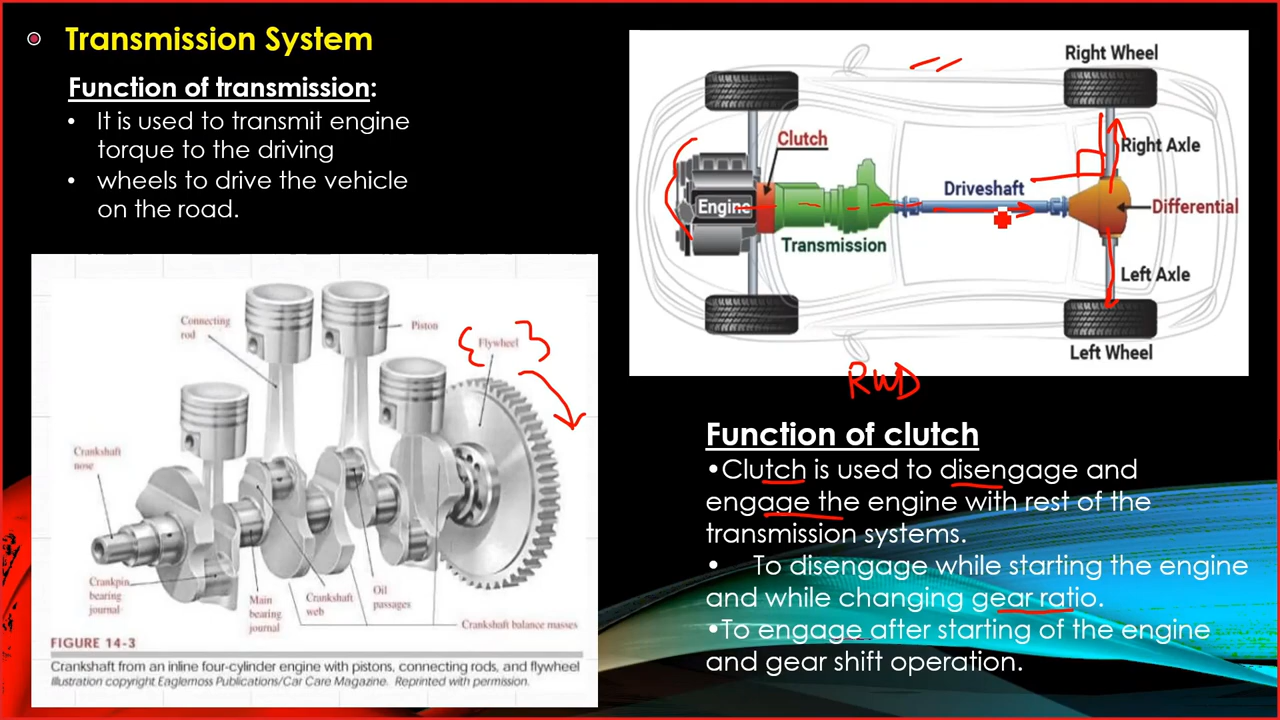 Transmission System
Function of transmission:
• It is used to transmit engine
torque to the driving
• wheels to drive the vehicle
on the road.
Connecting
rod
Piston
Flywheel
Crankshaft
nose
Crankpin
bearing
journal
Main
bearing
journal
Crankshaft
web
Oil
passages
Crankshaft balance masses
FIGURE 14-3
Crankshaft from an inline four-cylinder engine with pistons, connecting rods, and flywheel
Illustration copyright Eaglemoss Publications/Car Care Magazine. Reprinted with permission.
Right Wheel
Clutch
Right Axle
Driveshaft
Engine
Differential
Transmission
Left Axle
Left Wheel
RWD
Function of clutch
•Clutch is used to disengage and
engage the engine with rest of the
transmission systems.
• To disengage while starting the engine
and while changing gear ratio.
•To engage after starting of the engine
and gear shift operation.